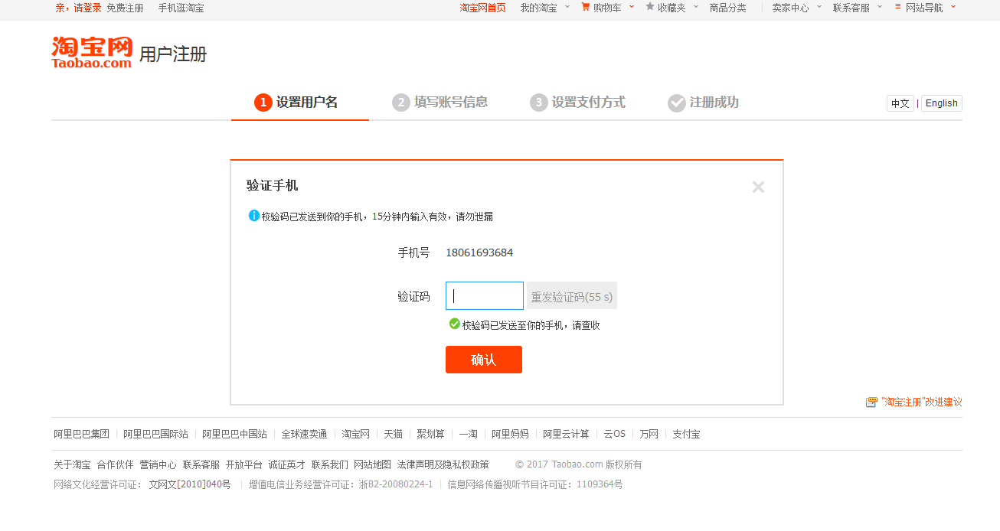 亲，请登录 免费注册 手机逛淘宝 淘宝网首页 我的淘宝 购物车 收藏夹 商品分类 卖家中心 联系客服 网站导航
淘宝网
Taobao.com
用户注册
1 设置用户名 2 填写账号信息 3 设置支付方式 注册成功 中文 | English
验证手机
校验码已发送到你的手机，15分钟内输入有效，请勿泄漏
手机号 18061693684
验证码 重发验证码(55 s)
校验码已发送至你的手机，请查收
确认
"淘宝注册"改进建议
阿里巴巴集团 | 阿里巴巴国际站 | 阿里巴巴中国站 | 全球速卖通 | 淘宝网 | 天猫 | 聚划算 | 一淘 | 阿里妈妈 | 阿里云计算 | 云OS | 万网 | 支付宝
关于淘宝 合作伙伴 营销中心 联系客服 开放平台 诚征英才 联系我们 网站地图 法律声明及隐私权政策 © 2017 Taobao.com 版权所有
网络文化经营许可证：文网文[2010]040号 | 增值电信业务经营许可证：浙B2-20080224-1 | 信息网络传播视听节目许可证：1109364号